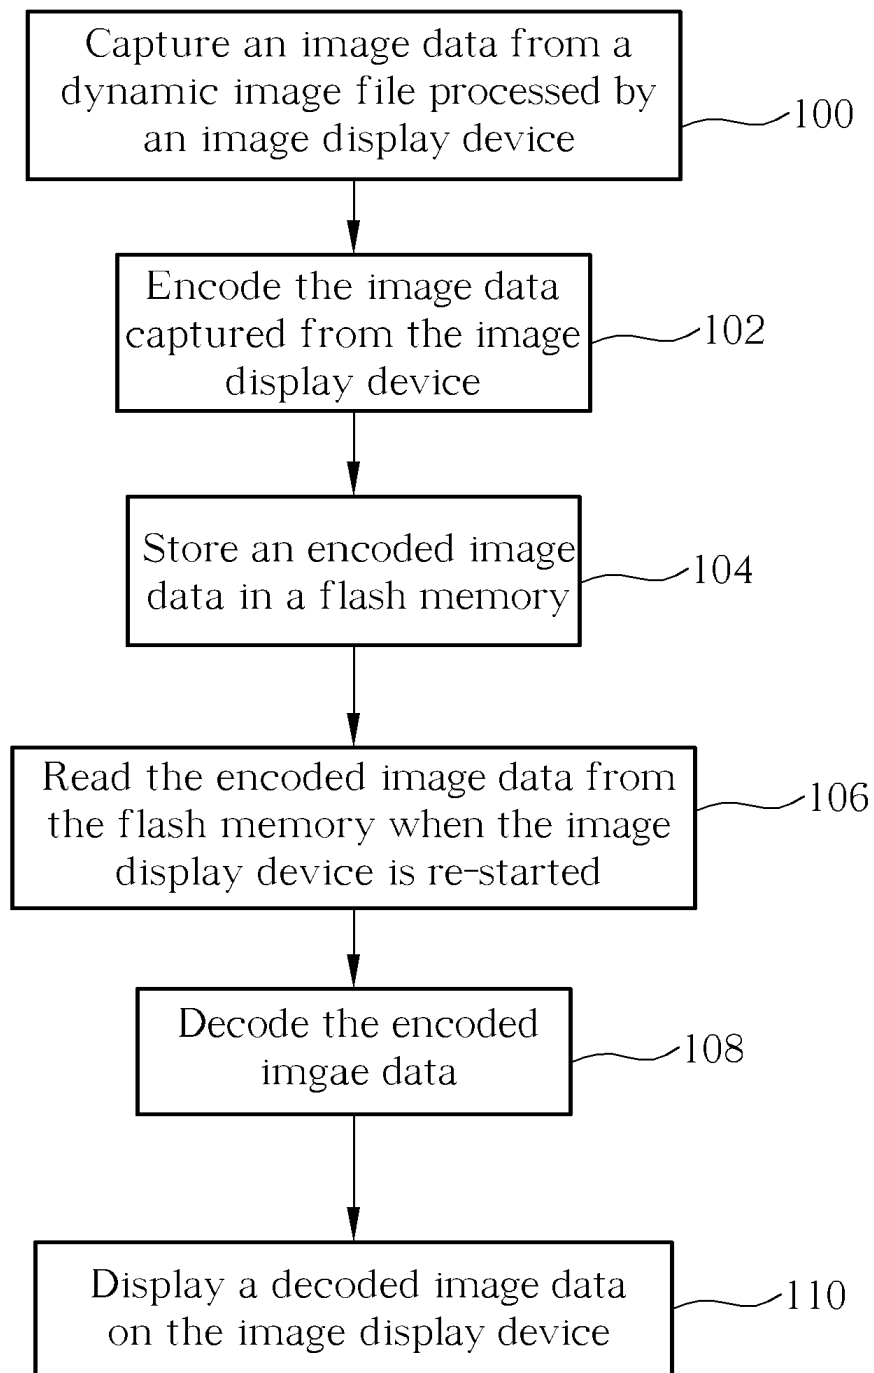 Capture an image data from a
dynamic image file processed by
an image display device
100
Encode the image data
captured from the image
display device
102
Store an encoded image
data in a flash memory
104
Read the encoded image data from
the flash memory when the image
display device is re-started
106
Decode the encoded
imgae data
108
Display a decoded image data
on the image display device
110